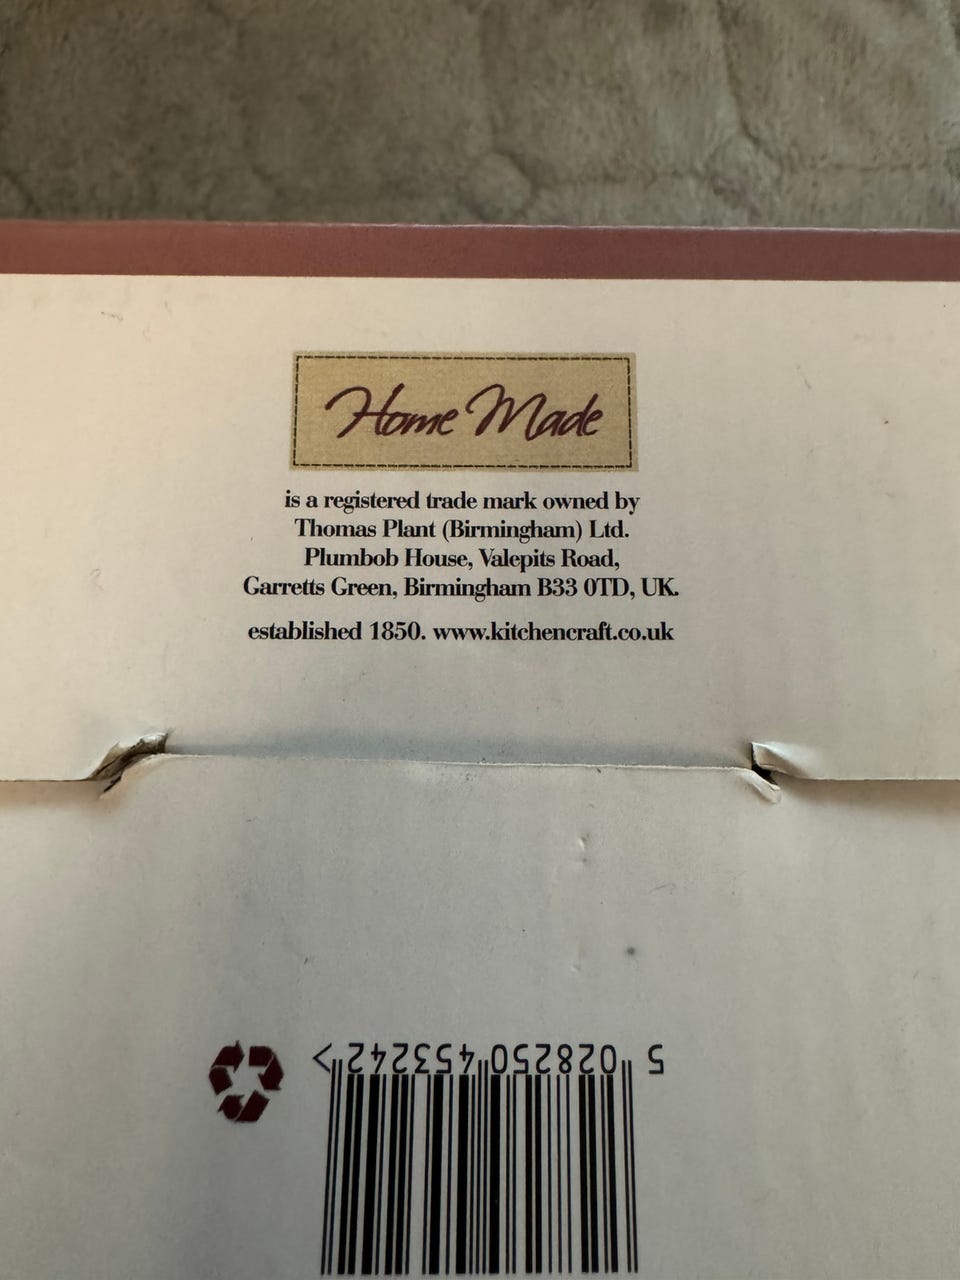 Home Made
is a registered trade mark owned by
Thomas Plant (Birmingham) Ltd.
Plumbob House, Valepits Road,
Garretts Green, Birmingham B33 0TD, UK.
established 1850. www.kitchencraft.co.uk
5 028250 453242 >